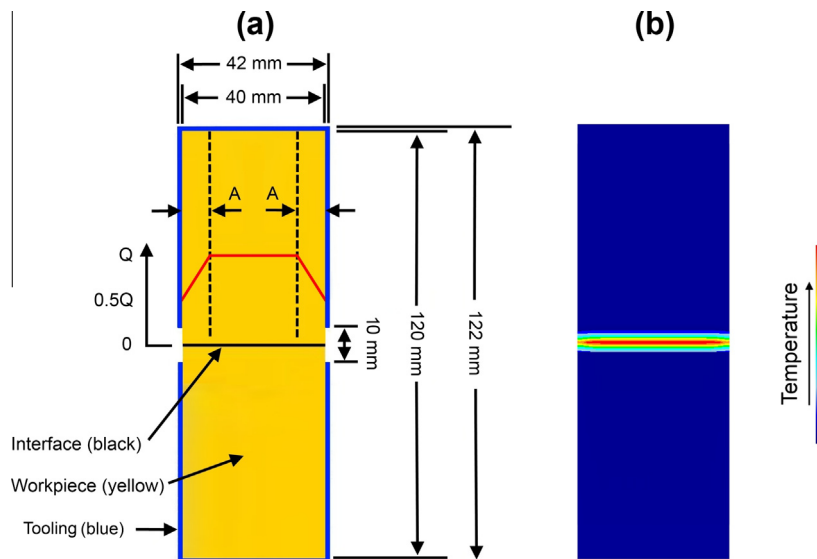 (a)
(b)
42 mm
40 mm
A
A
Q
0.5Q
0
10 mm
120 mm
122 mm
Temperature
Interface (black)
Workpiece (yellow)
Tooling (blue)